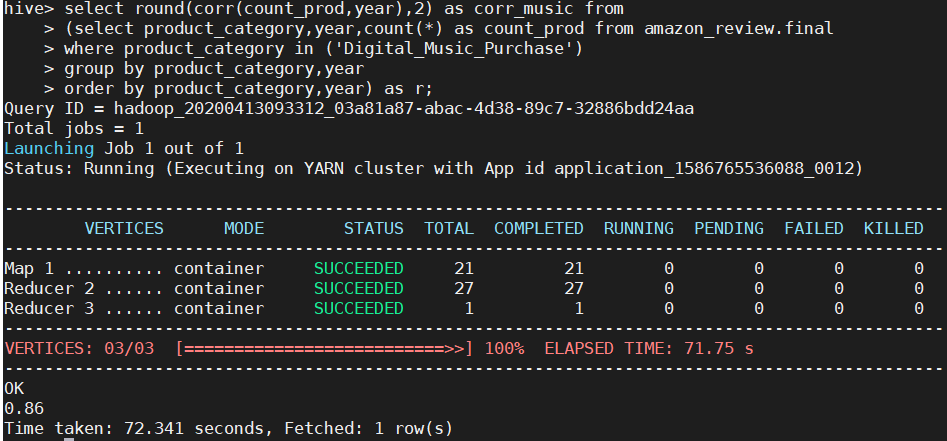 hive> select round(corr(count_prod,year),2) as corr_music from
    > (select product_category,year,count(*) as count_prod from amazon_review.final
    > where product_category in ('Digital_Music_Purchase')
    > group by product_category,year
    > order by product_category,year) as r;
Query ID = hadoop_20200413093312_03a81a87-abac-4d38-89c7-32886bdd24aa
Total jobs = 1
Launching Job 1 out of 1
Status: Running (Executing on YARN cluster with App id application_1586765536088_0012)
----------------------------------------------------------------------------------------------
        VERTICES      MODE        STATUS  TOTAL  COMPLETED  RUNNING  PENDING  FAILED  KILLED
----------------------------------------------------------------------------------------------
Map 1 .......... container     SUCCEEDED     21         21        0        0       0       0
Reducer 2 ...... container     SUCCEEDED     27         27        0        0       0       0
Reducer 3 ...... container     SUCCEEDED      1          1        0        0       0       0
----------------------------------------------------------------------------------------------
VERTICES: 03/03  [==========================>>] 100%  ELAPSED TIME: 71.75 s
----------------------------------------------------------------------------------------------
OK
0.86
Time taken: 72.341 seconds, Fetched: 1 row(s)